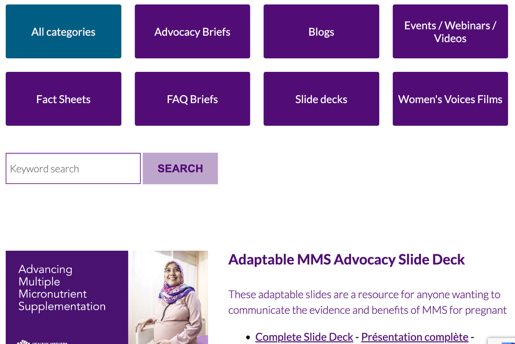 All categories
Advocacy Briefs
Blogs
Events / Webinars /
Videos
Fact Sheets
FAQ Briefs
Slide decks
Women's Voices Films
Keyword search
SEARCH
Advancing
Multiple
Micronutrient
Supplementation
Adaptable MMS Advocacy Slide Deck
These adaptable slides are a resource for anyone wanting to
communicate the evidence and benefits of MMS for pregnant
• Complete Slide Deck - Présentation complète -